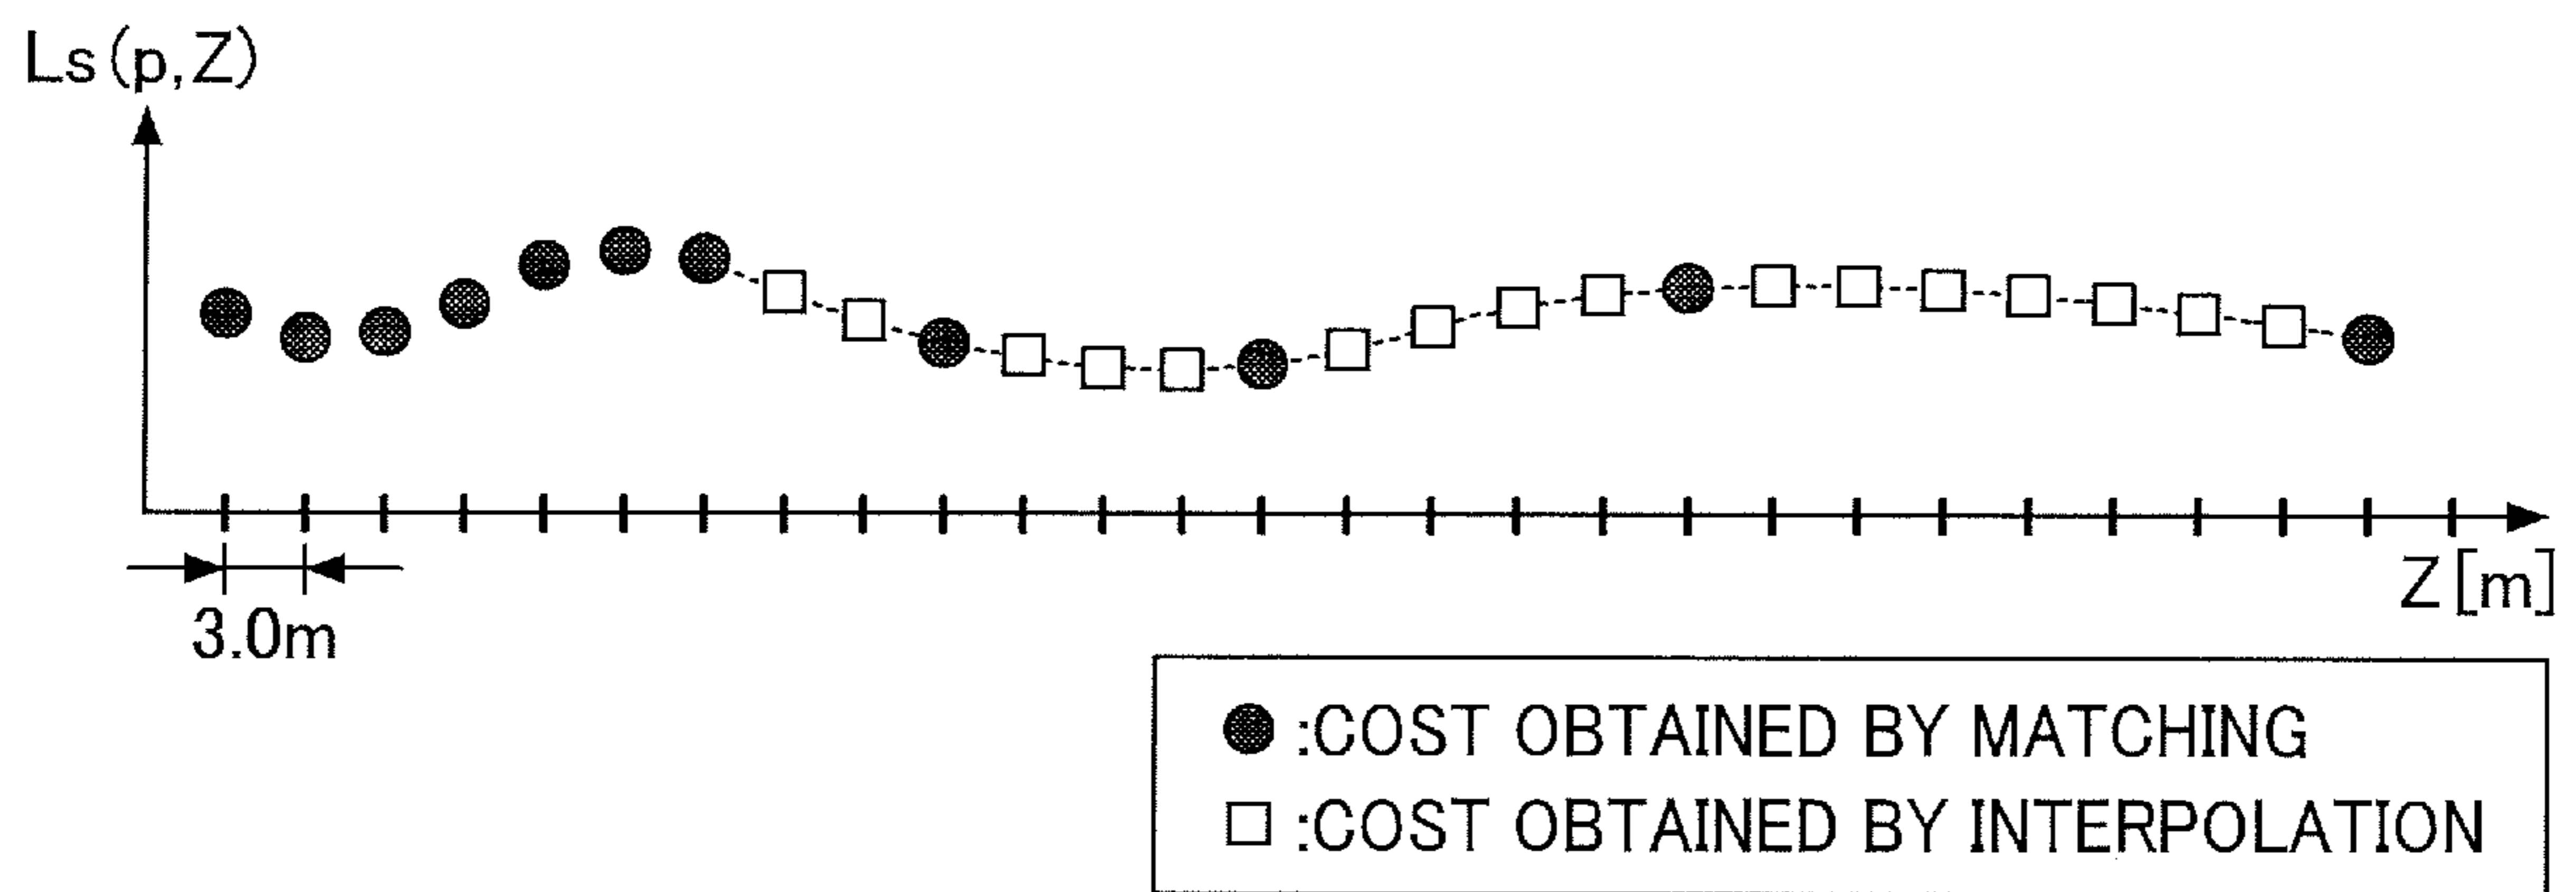 Ls(p,Z)
3.0m
Z[m]
:COST OBTAINED BY MATCHING
:COST OBTAINED BY INTERPOLATION